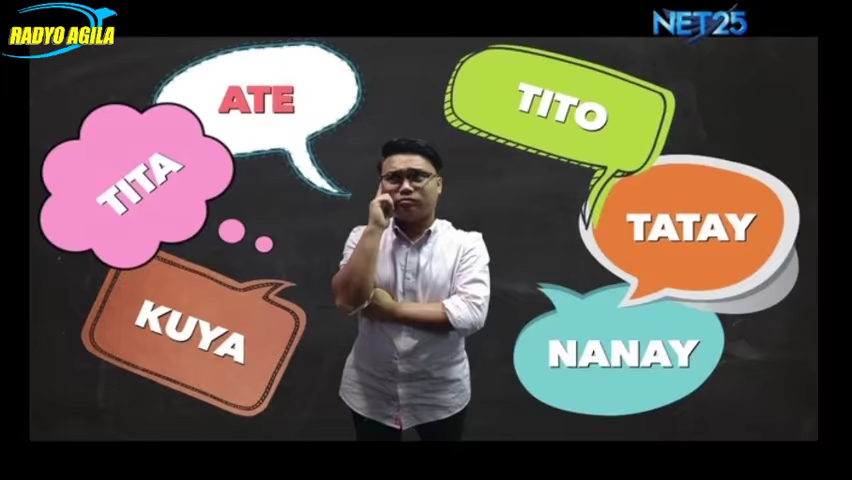 RADYO AGILA
NET25
ATE
TITO
TITA
TATAY
KUYA
NANAY